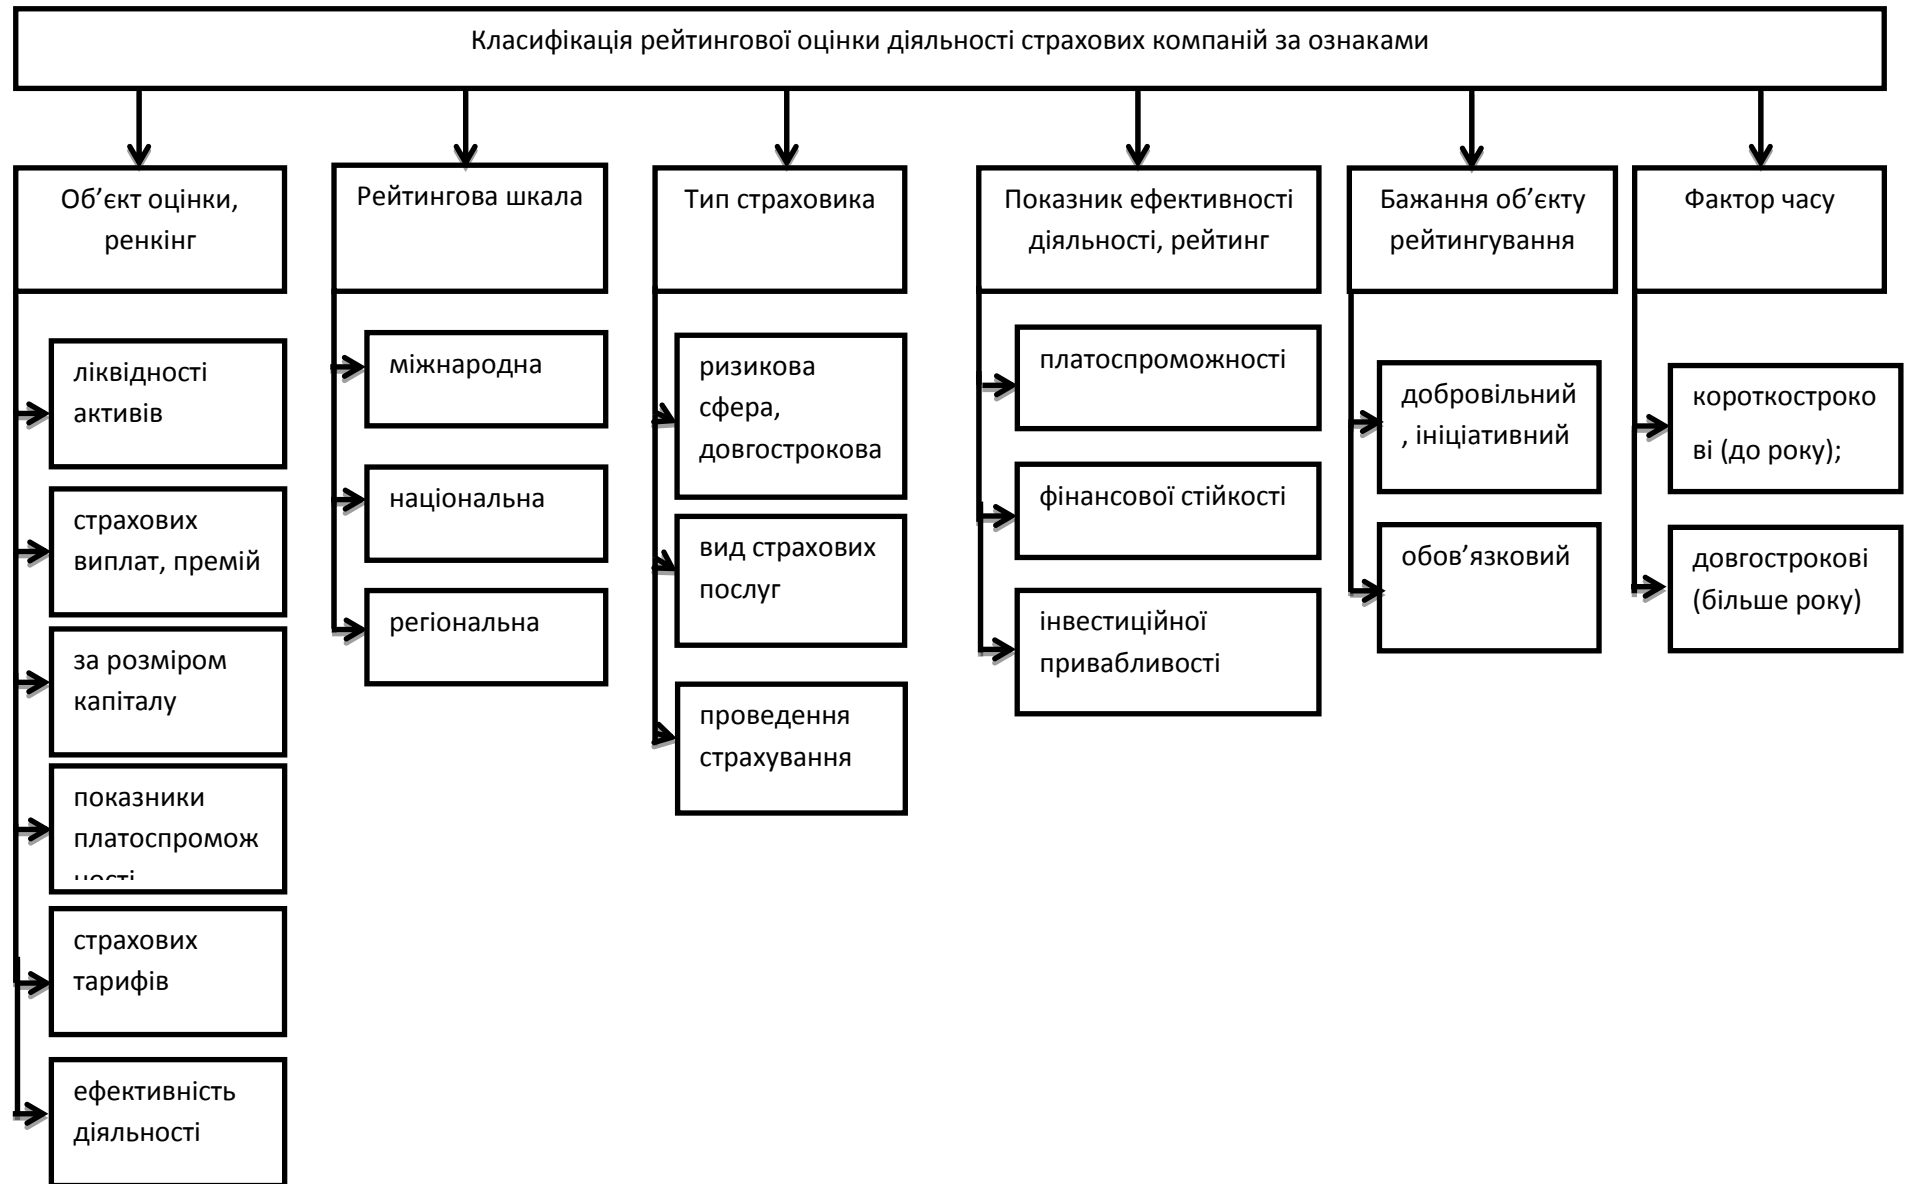 Класифікація рейтингової оцінки діяльності страхових компаній за ознаками
Об’єкт оцінки,
ренкінг
ліквідності
активів
страхових
виплат, премій
за розміром
капіталу
показники
платоспромож
ності
страхових
тарифів
ефективність
діяльності
Рейтингова шкала
міжнародна
національна
регіональна
Тип страховика
ризикова
сфера,
довгострокова
вид страхових
послуг
проведення
страхування
Показник ефективності
діяльності, рейтинг
платоспроможності
фінансової стійкості
інвестиційної
привабливості
Бажання об’єкту
рейтингування
добровільний
, ініціативний
обов’язковий
Фактор часу
короткостроко
ві (до року);
довгострокові
(більше року)